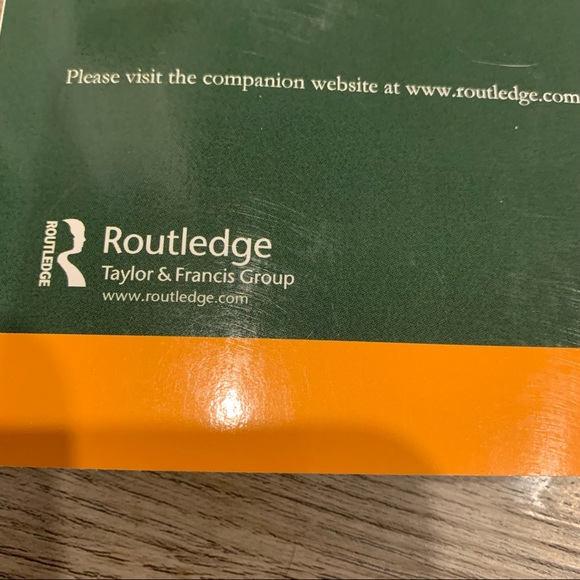 Please visit the companion website at www.routledge.com
ROUTLEDGE
Routledge
Taylor & Francis Group
www.routledge.com